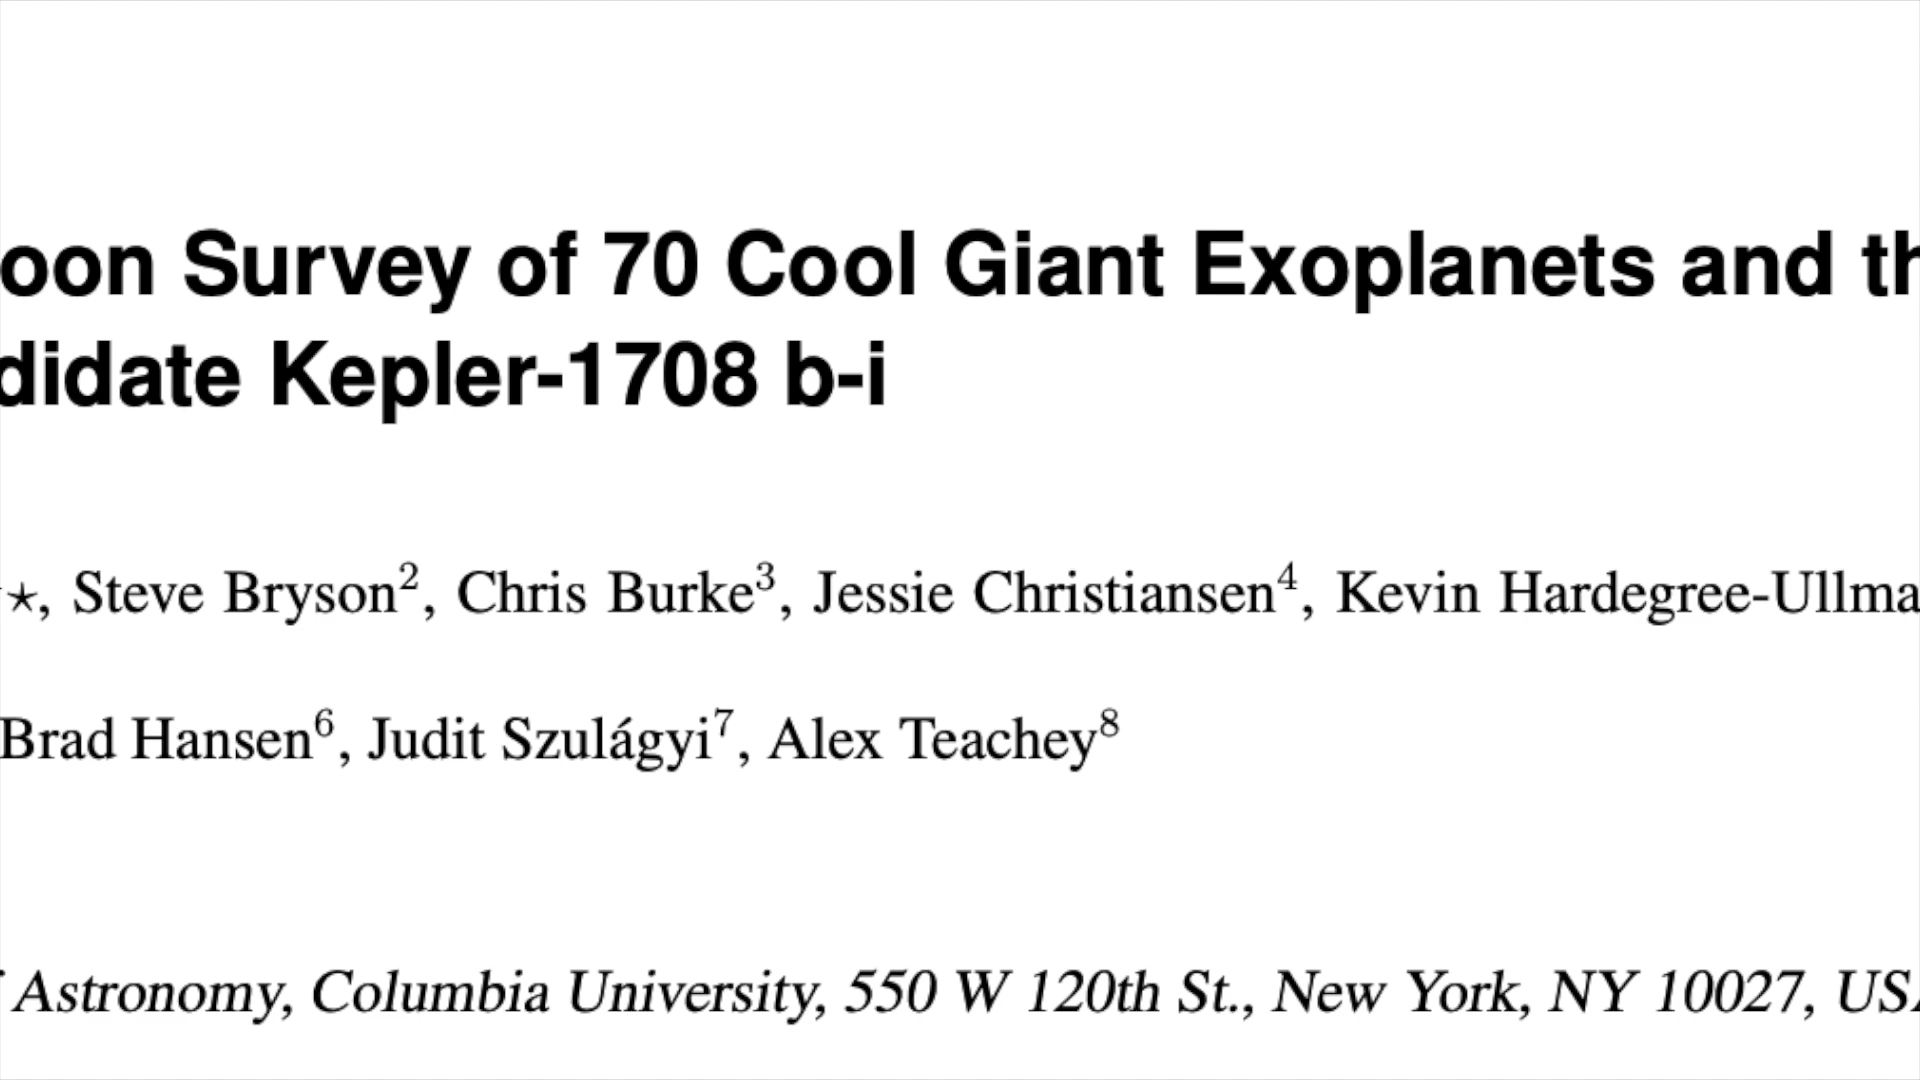 oon Survey of 70 Cool Giant Exoplanets and th
didate Kepler-1708 b-i
⋆, Steve Bryson², Chris Burke³, Jessie Christiansen⁴, Kevin Hardegree-Ullma
Brad Hansen⁶, Judit Szulágyi⁷, Alex Teachey⁸
Astronomy, Columbia University, 550 W 120th St., New York, NY 10027, USA